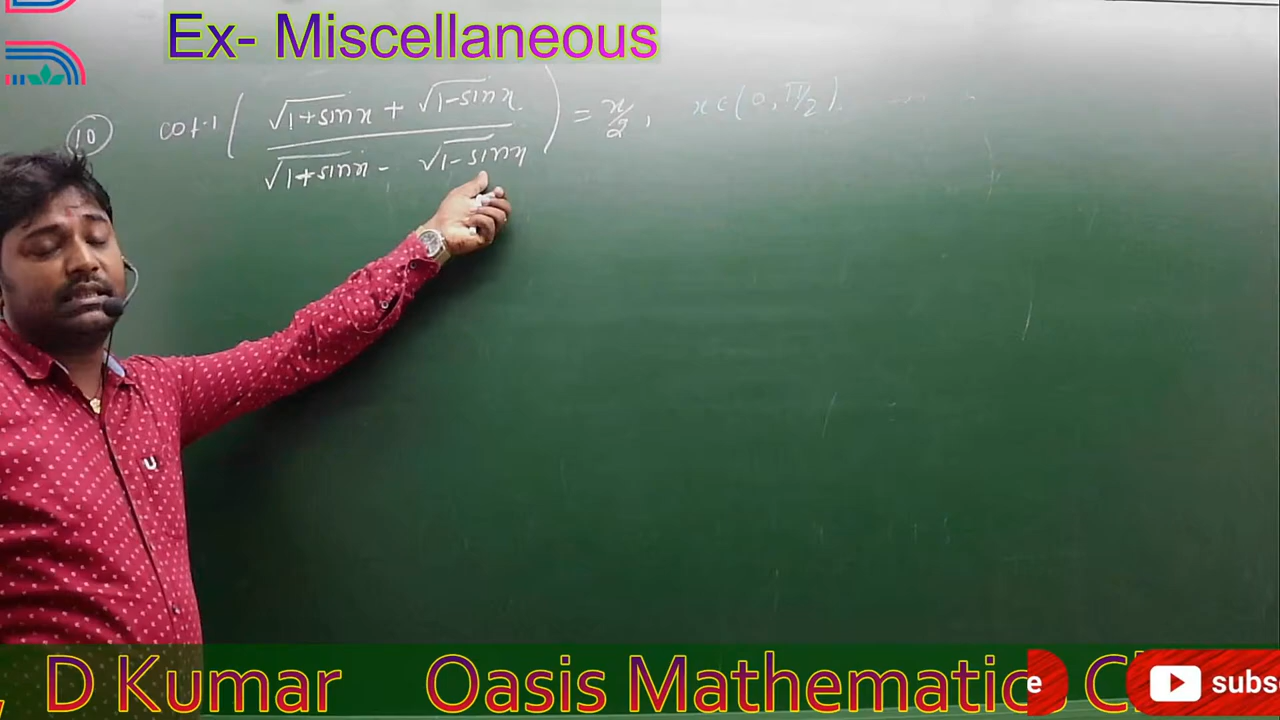 Ex- Miscellaneous
10 cot-1 ( √1+sinx + √1-sinx / √1+sinx - √1-sinx ) = x/2, x∈(0, π/2).
, D Kumar Oasis Mathematics C
e
subs